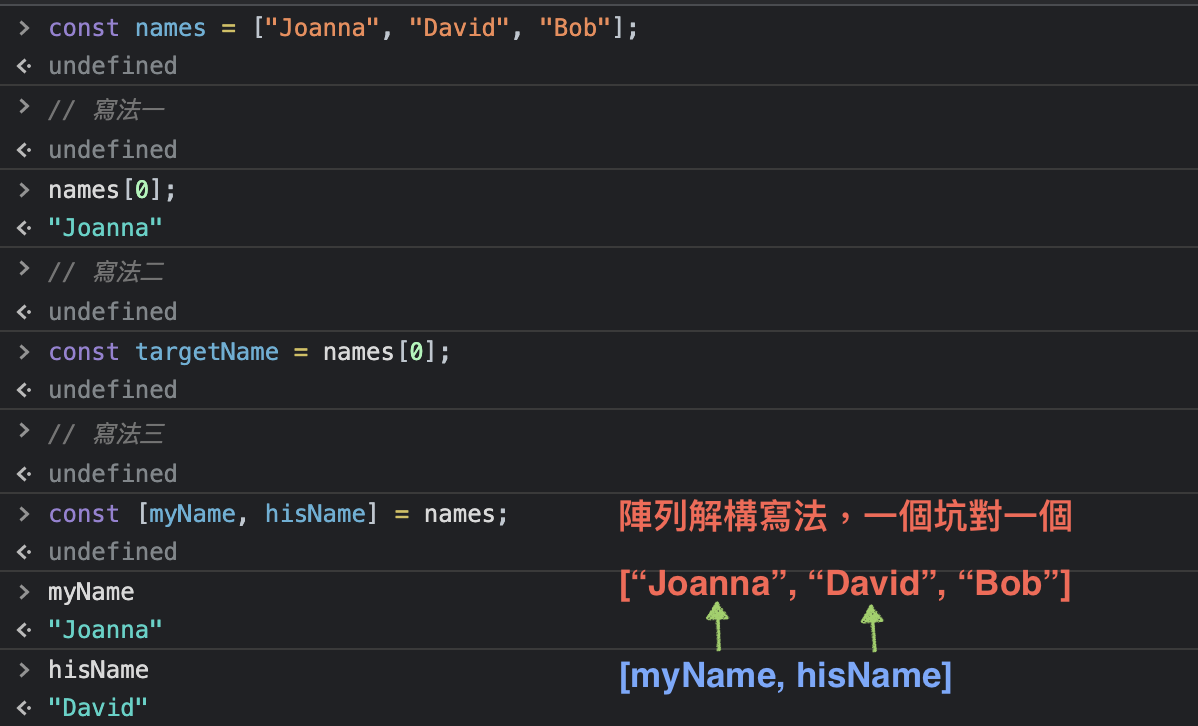 > const names = ["Joanna", "David", "Bob"];
< undefined
> // 寫法一
< undefined
> names[0];
< "Joanna"
> // 寫法二
< undefined
> const targetName = names[0];
< undefined
> // 寫法三
< undefined
> const [myName, hisName] = names;
陣列解構寫法，一個坑對一個
< undefined
[“Joanna”, “David”, “Bob”]
> myName
< "Joanna"
> hisName
[myName, hisName]
< "David"